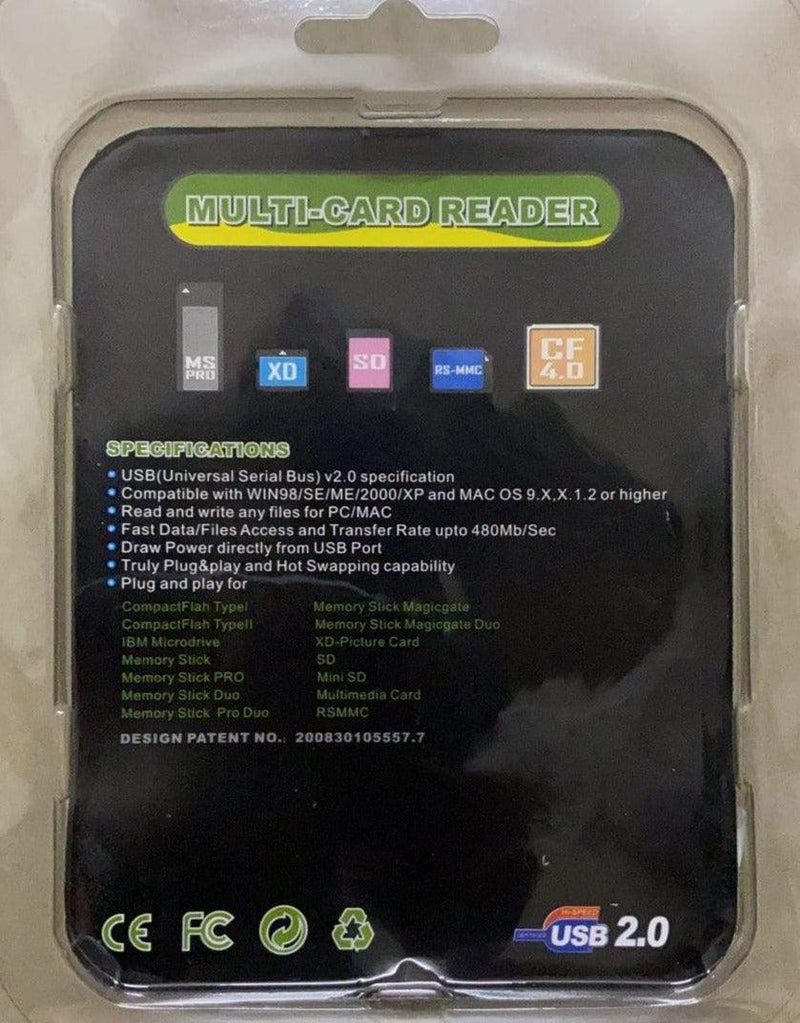 MULTI-CARD READER
MS
PRO
XD
SD
RS-MMC
CF
4.0
SPECIFICATIONS
• USB(Universal Serial Bus) v2.0 specification
• Compatible with WIN98/SE/ME/2000/XP and MAC OS 9.X,X.1.2 or higher
• Read and write any files for PC/MAC
• Fast Data/Files Access and Transfer Rate upto 480Mb/Sec
• Draw Power directly from USB Port
• Truly Plug&play and Hot Swapping capability
• Plug and play for
CompactFlah TypeI Memory Stick Magicgate
CompactFlah TypeII Memory Stick Magicgate Duo
IBM Microdrive XD-Picture Card
Memory Stick SD
Memory Stick PRO Mini SD
Memory Stick Duo Multimedia Card
Memory Stick Pro Duo RSMMC
DESIGN PATENT NO.: 200830105557.7
CE FC
HI-SPEED
CERTIFIED
USB 2.0